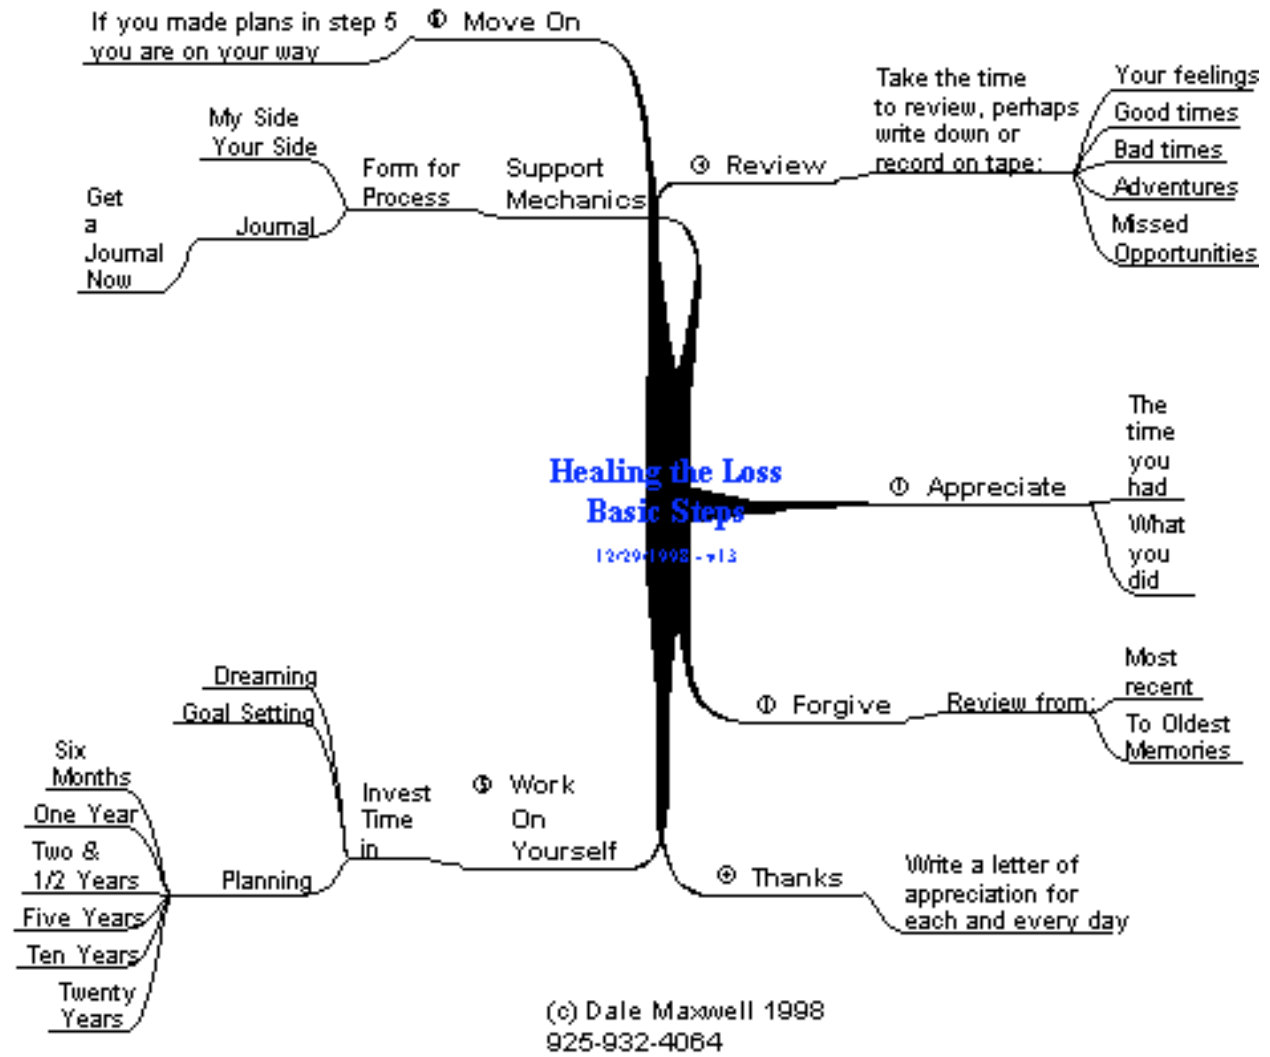 If you made plans in step 5
you are on your way
Move On
My Side
Your Side
Get
a
Journal
Now
Journal
Form for
Process
Support
Mechanics
Review
Take the time
to review, perhaps
write down or
record on tape:
Your feelings
Good times
Bad times
Adventures
Missed
Opportunities
Healing the Loss
Basic Steps
12/29/1998 - v13
Appreciate
The
time
you
had
What
you
did
Forgive
Review from:
Most
recent
To Oldest
Memories
Thanks
Write a letter of
appreciation for
each and every day
5 Work
On
Yourself
Invest
Time
in
Dreaming
Goal Setting
Planning
Six
Months
One Year
Two &
1/2 Years
Five Years
Ten Years
Twenty
Years
(c) Dale Maxwell 1998
925-932-4064